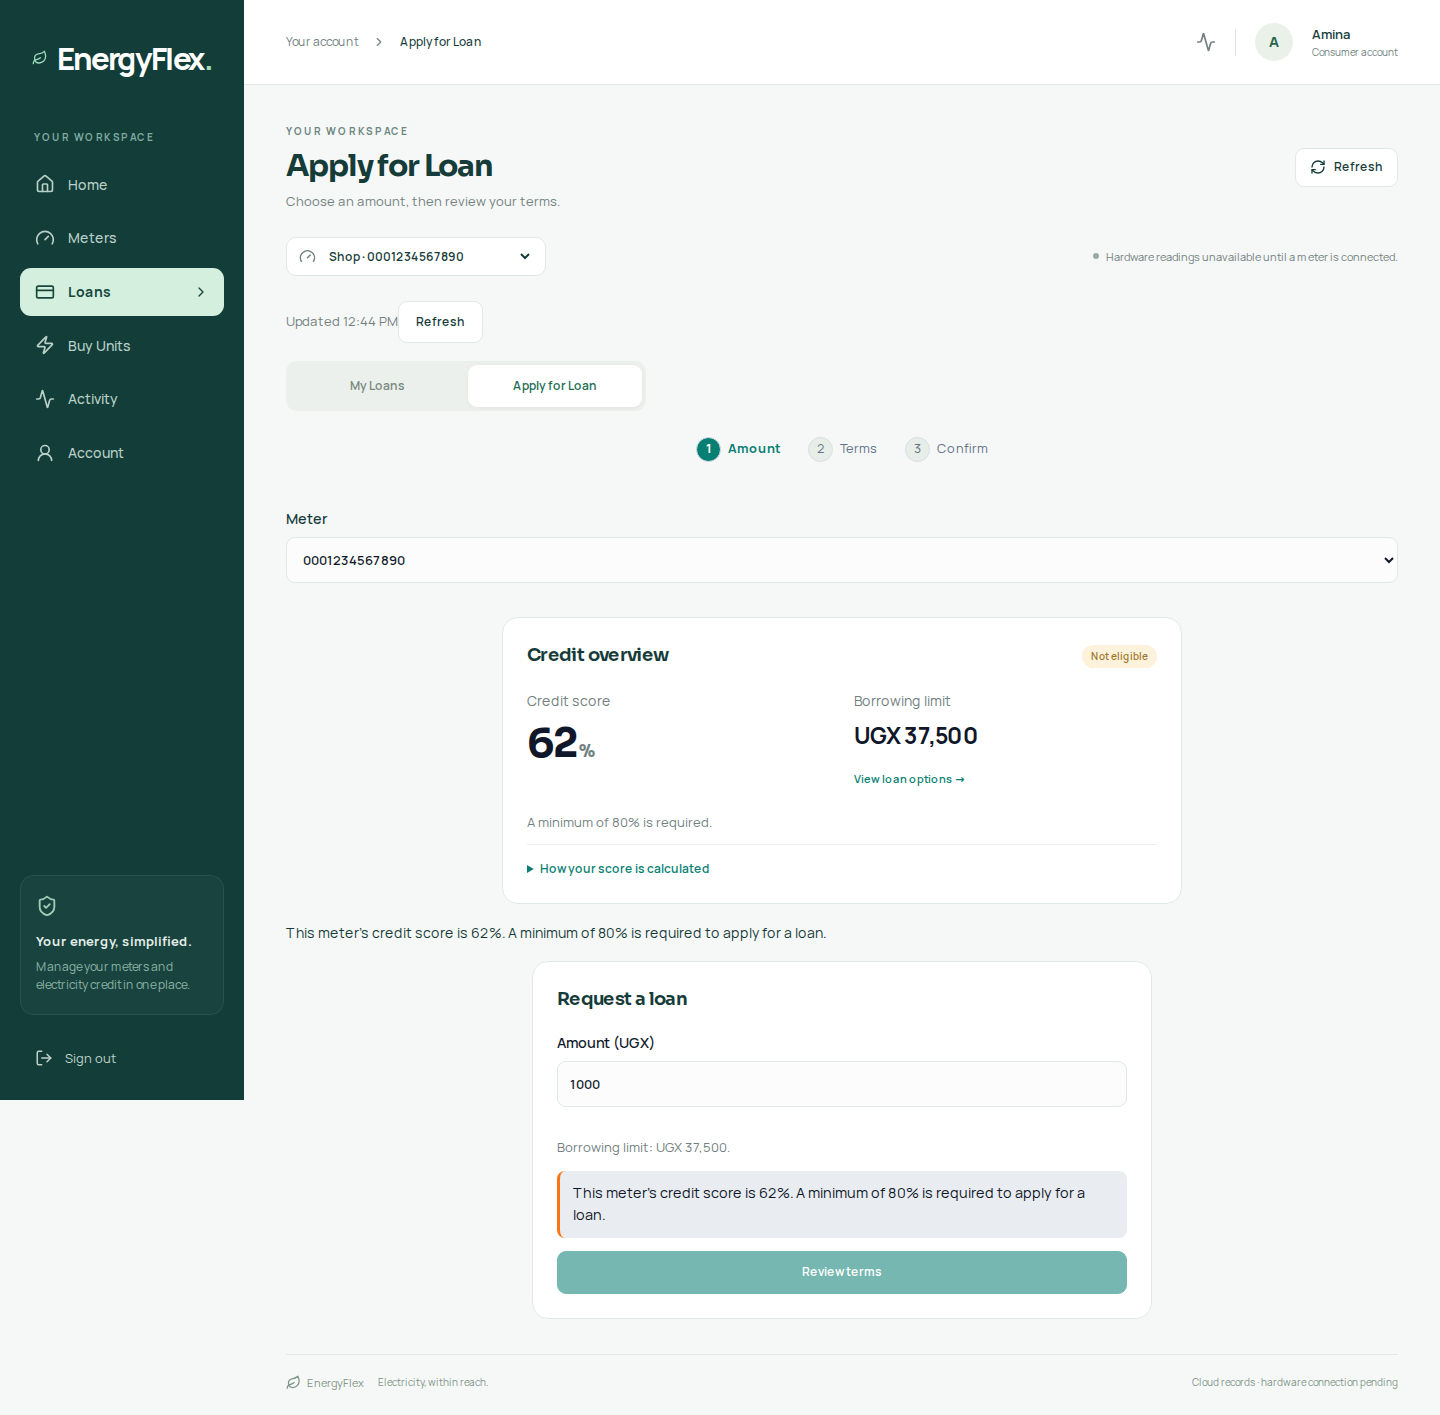 EnergyFlex.
YOUR WORKSPACE
Home
Meters
Loans
Buy Units
Activity
Account
Your energy, simplified.
Manage your meters and
electricity credit in one place.
Sign out
Your account
Apply for Loan
A
Amina
Consumer account
YOUR WORKSPACE
Apply for Loan
Choose an amount, then review your terms.
Refresh
Shop · 0001234567890
Hardware readings unavailable until a meter is connected.
Updated 12:44 PM
Refresh
My Loans
Apply for Loan
1 Amount
2 Terms
3 Confirm
Meter
0001234567890
Credit overview
Not eligible
Credit score
62%
Borrowing limit
UGX 37,500
View loan options →
A minimum of 80% is required.
How your score is calculated
This meter's credit score is 62%. A minimum of 80% is required to apply for a loan.
Request a loan
Amount (UGX)
1000
Borrowing limit: UGX 37,500.
This meter's credit score is 62%. A minimum of 80% is required to apply for a
loan.
Review terms
EnergyFlex
Electricity, within reach.
Cloud records · hardware connection pending